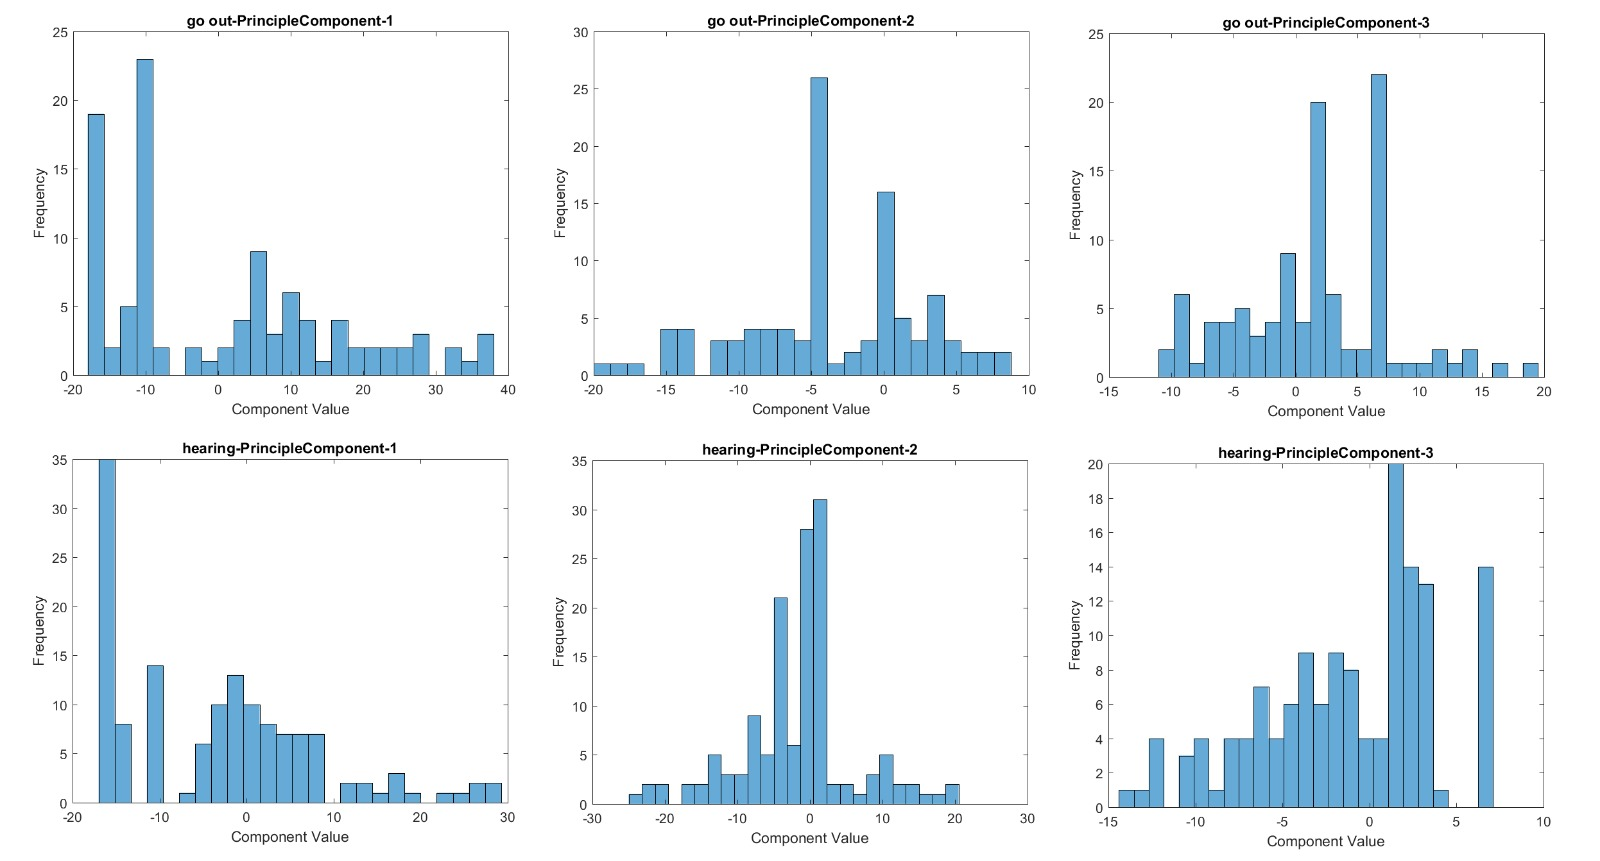 go out-PrincipleComponent-1
25
20
15
10
5
0
Frequency
-20 -10 0 10 20 30 40
Component Value
go out-PrincipleComponent-2
30
25
20
15
10
5
0
Frequency
-20 -15 -10 -5 0 5 10
Component Value
go out-PrincipleComponent-3
25
20
15
10
5
0
Frequency
-15 -10 -5 0 5 10 15 20
Component Value
hearing-PrincipleComponent-1
35
30
25
20
15
10
5
0
Frequency
-20 -10 0 10 20 30
Component Value
hearing-PrincipleComponent-2
35
30
25
20
15
10
5
0
Frequency
-30 -20 -10 0 10 20 30
Component Value
hearing-PrincipleComponent-3
20
18
16
14
12
10
8
6
4
2
0
Frequency
-15 -10 -5 0 5 10
Component Value